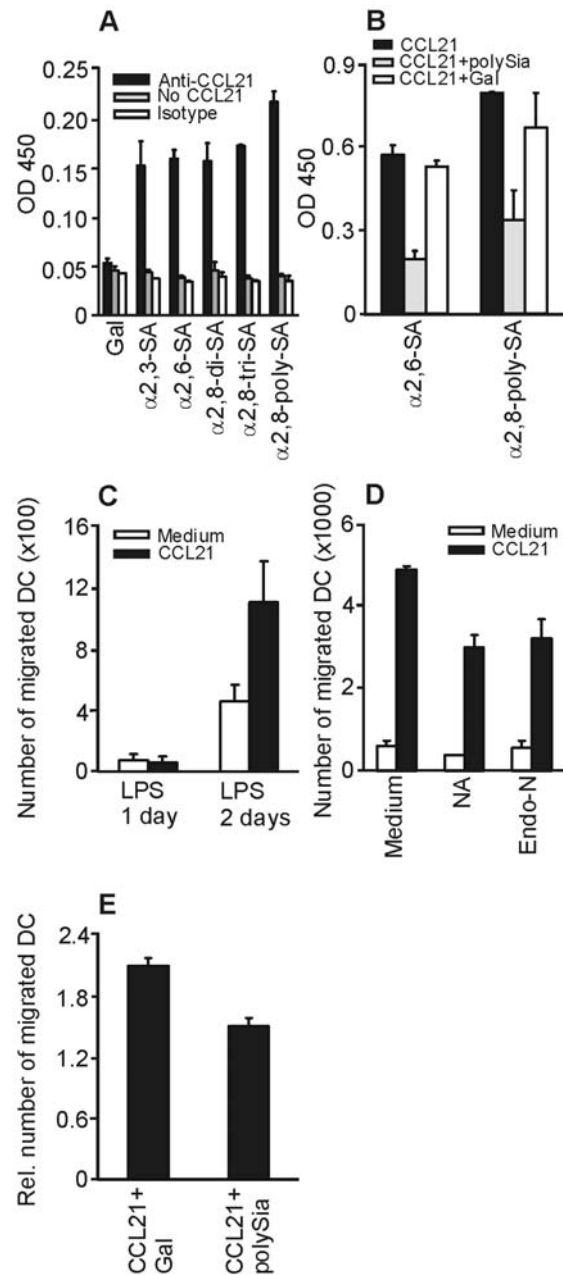 A
Anti-CCL21
No CCL21
Isotype
OD 450
0.25
0.20
0.15
0.10
0.05
0
Gal
α2,3-SA
α2,6-SA
α2,8-di-SA
α2,8-tri-SA
α2,8-poly-SA
B
CCL21
CCL21+polySia
CCL21+Gal
OD 450
0.9
0.6
0.3
0
α2,6-SA
α2,8-poly-SA
C
Medium
CCL21
Number of migrated DC (x100)
16
12
8
4
0
LPS
1 day
LPS
2 days
D
Medium
CCL21
Number of migrated DC (x1000)
6
4
2
0
Medium
NA
Endo-N
E
Rel. number of migrated DC
2.4
1.8
1.2
0.6
0
CCL21+
Gal
CCL21+
polySia